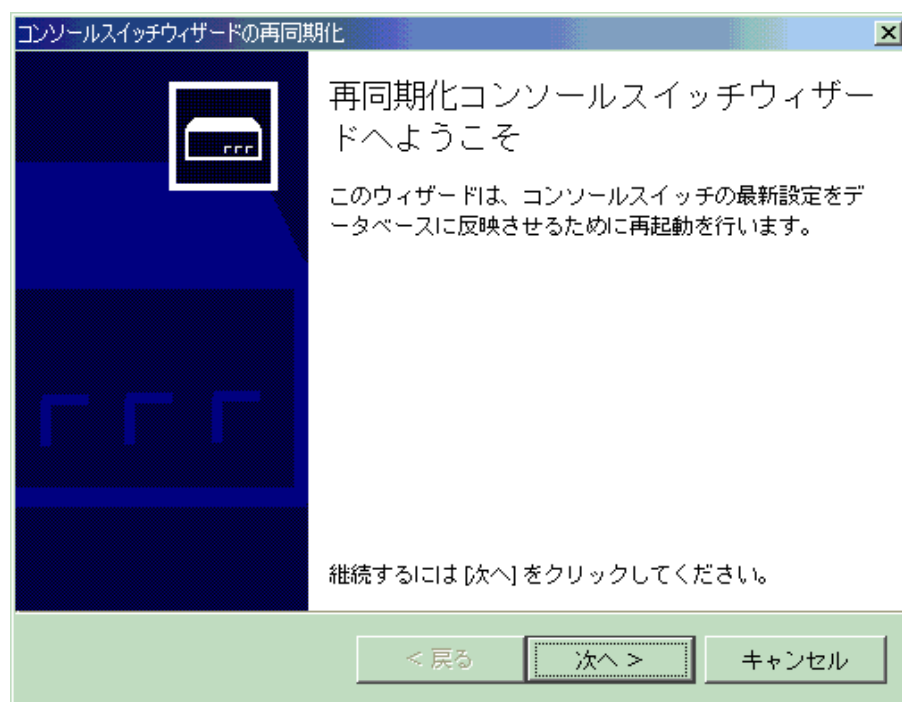 コンソールスイッチウィザードの再同期化
再同期化コンソールスイッチウィザー
ドへようこそ
このウィザードは、コンソールスイッチの最新設定をデ
ータベースに反映させるために再起動を行います。
継続するには [次へ] をクリックしてください。
< 戻る
次へ >
キャンセル